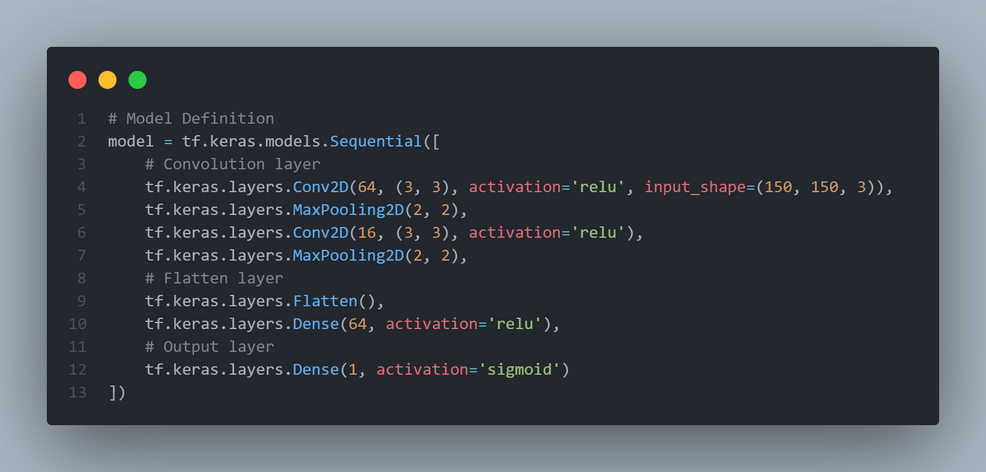 1 # Model Definition
2 model = tf.keras.models.Sequential([
3     # Convolution layer
4     tf.keras.layers.Conv2D(64, (3, 3), activation='relu', input_shape=(150, 150, 3)),
5     tf.keras.layers.MaxPooling2D(2, 2),
6     tf.keras.layers.Conv2D(16, (3, 3), activation='relu'),
7     tf.keras.layers.MaxPooling2D(2, 2),
8     # Flatten layer
9     tf.keras.layers.Flatten(),
10     tf.keras.layers.Dense(64, activation='relu'),
11     # Output layer
12     tf.keras.layers.Dense(1, activation='sigmoid')
13 ])